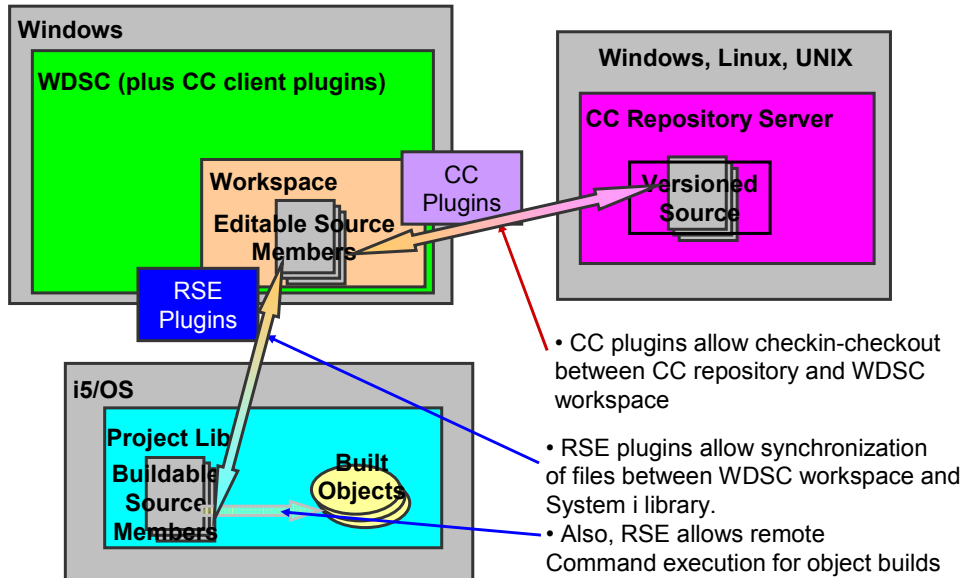 Windows
WDSC (plus CC client plugins)
Workspace
Editable Source
Members
CC
Plugins
RSE
Plugins
Windows, Linux, UNIX
CC Repository Server
Versioned
Source
i5/OS
Project Lib
Buildable
Source
Members
Built
Objects
• CC plugins allow checkin-checkout
between CC repository and WDSC
workspace
• RSE plugins allow synchronization
of files between WDSC workspace and
System i library.
• Also, RSE allows remote
Command execution for object builds